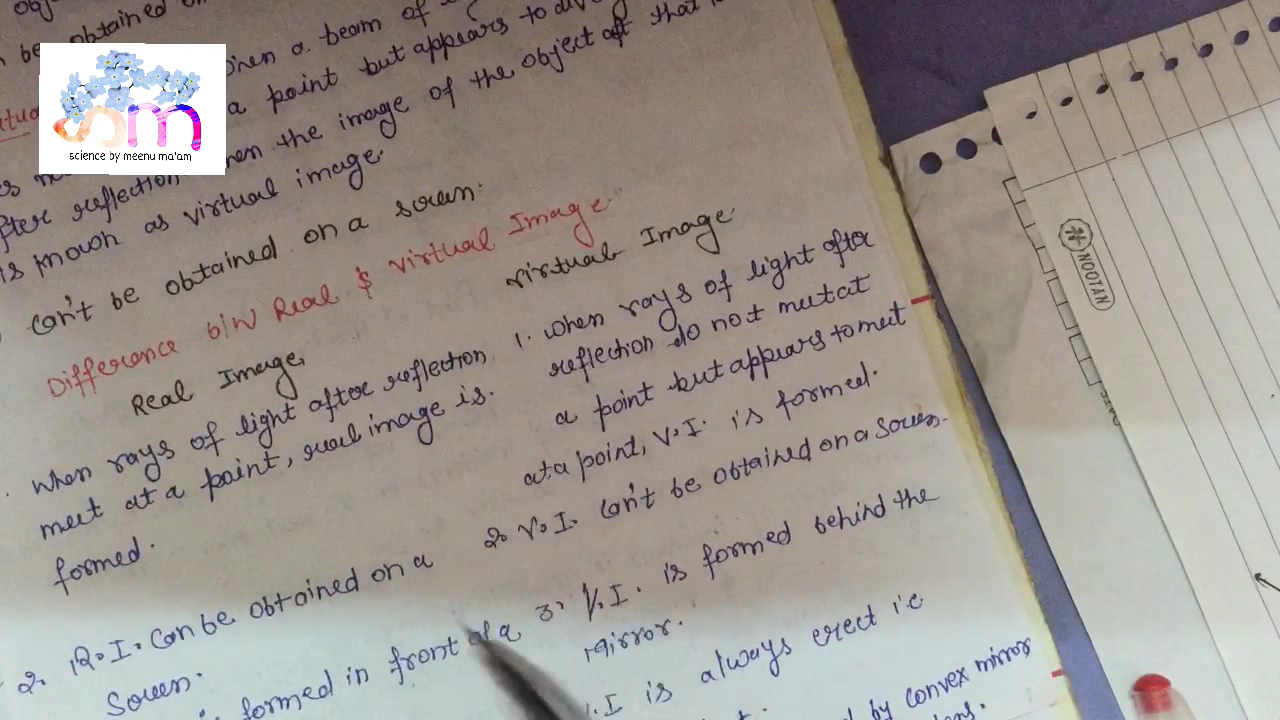 be obtained on
when a beam of
a point but appears to
after reflection then the image of the object at that
is known as virtual image.
science by meenu ma'am
Can't be obtained on a screen.
Difference b/w Real & virtual Image.
Real Image
virtual Image
When rays of light after reflection
meet at a point, real image is.
formed.
1. When rays of light after
reflection do not meet at
a point but appears to meet
at a point, V.I. is formed.
2. R.I. Can be obtained on a
Screen.
2. V.I. Can't be obtained on a Screen.
formed in front of a
3. V.I. is formed behind the
Mirror.
V.I is always erect i.e
by convex mirror
NOOTAN